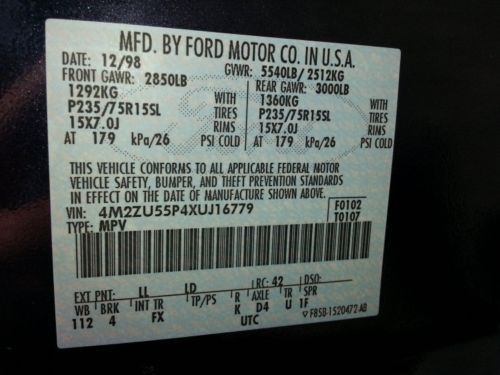 MFD. BY FORD MOTOR CO. IN U.S.A.
DATE: 12/98 GVWR: 5540LB/ 2512KG
FRONT GAWR: 2850LB REAR GAWR: 3000LB
1292KG WITH 1360KG WITH
P235/75R15SL TIRES P235/75R15SL TIRES
15X7.0J RIMS 15X7.0J RIMS
AT 179 kPa/26 PSI COLD AT 179 kPa/26 PSI COLD
THIS VEHICLE CONFORMS TO ALL APPLICABLE FEDERAL MOTOR
VEHICLE SAFETY, BUMPER, AND THEFT PREVENTION STANDARDS
IN EFFECT ON THE DATE OF MANUFACTURE SHOWN ABOVE.
VIN: 4M2ZU55P4XUJ16779 F0102
TYPE: MPV T0107
EXT PNT: LL LD RC: 42 DSO:
WB BRK INT TR TP/PS R AXLE TR SPR
112 4 FX K D4 U 1F
UTC F85B-1520472-AB